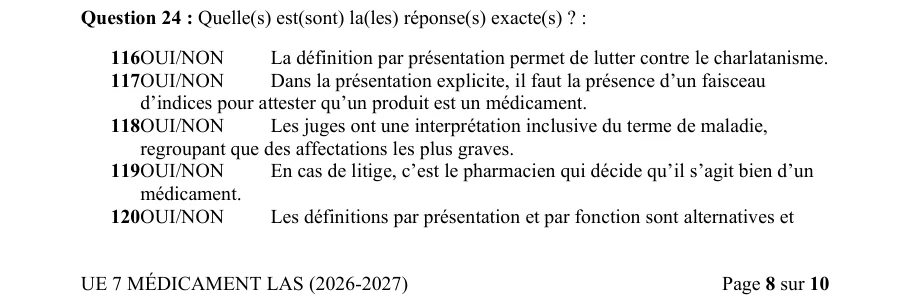 Question 24 : Quelle(s) est(sont) la(les) réponse(s) exacte(s) ? :
116OUI/NON La définition par présentation permet de lutter contre le charlatanisme.
117OUI/NON Dans la présentation explicite, il faut la présence d’un faisceau
d’indices pour attester qu’un produit est un médicament.
118OUI/NON Les juges ont une interprétation inclusive du terme de maladie,
regroupant que des affectations les plus graves.
119OUI/NON En cas de litige, c’est le pharmacien qui décide qu’il s’agit bien d’un
médicament.
120OUI/NON Les définitions par présentation et par fonction sont alternatives et
UE 7 MÉDICAMENT LAS (2026-2027) Page 8 sur 10